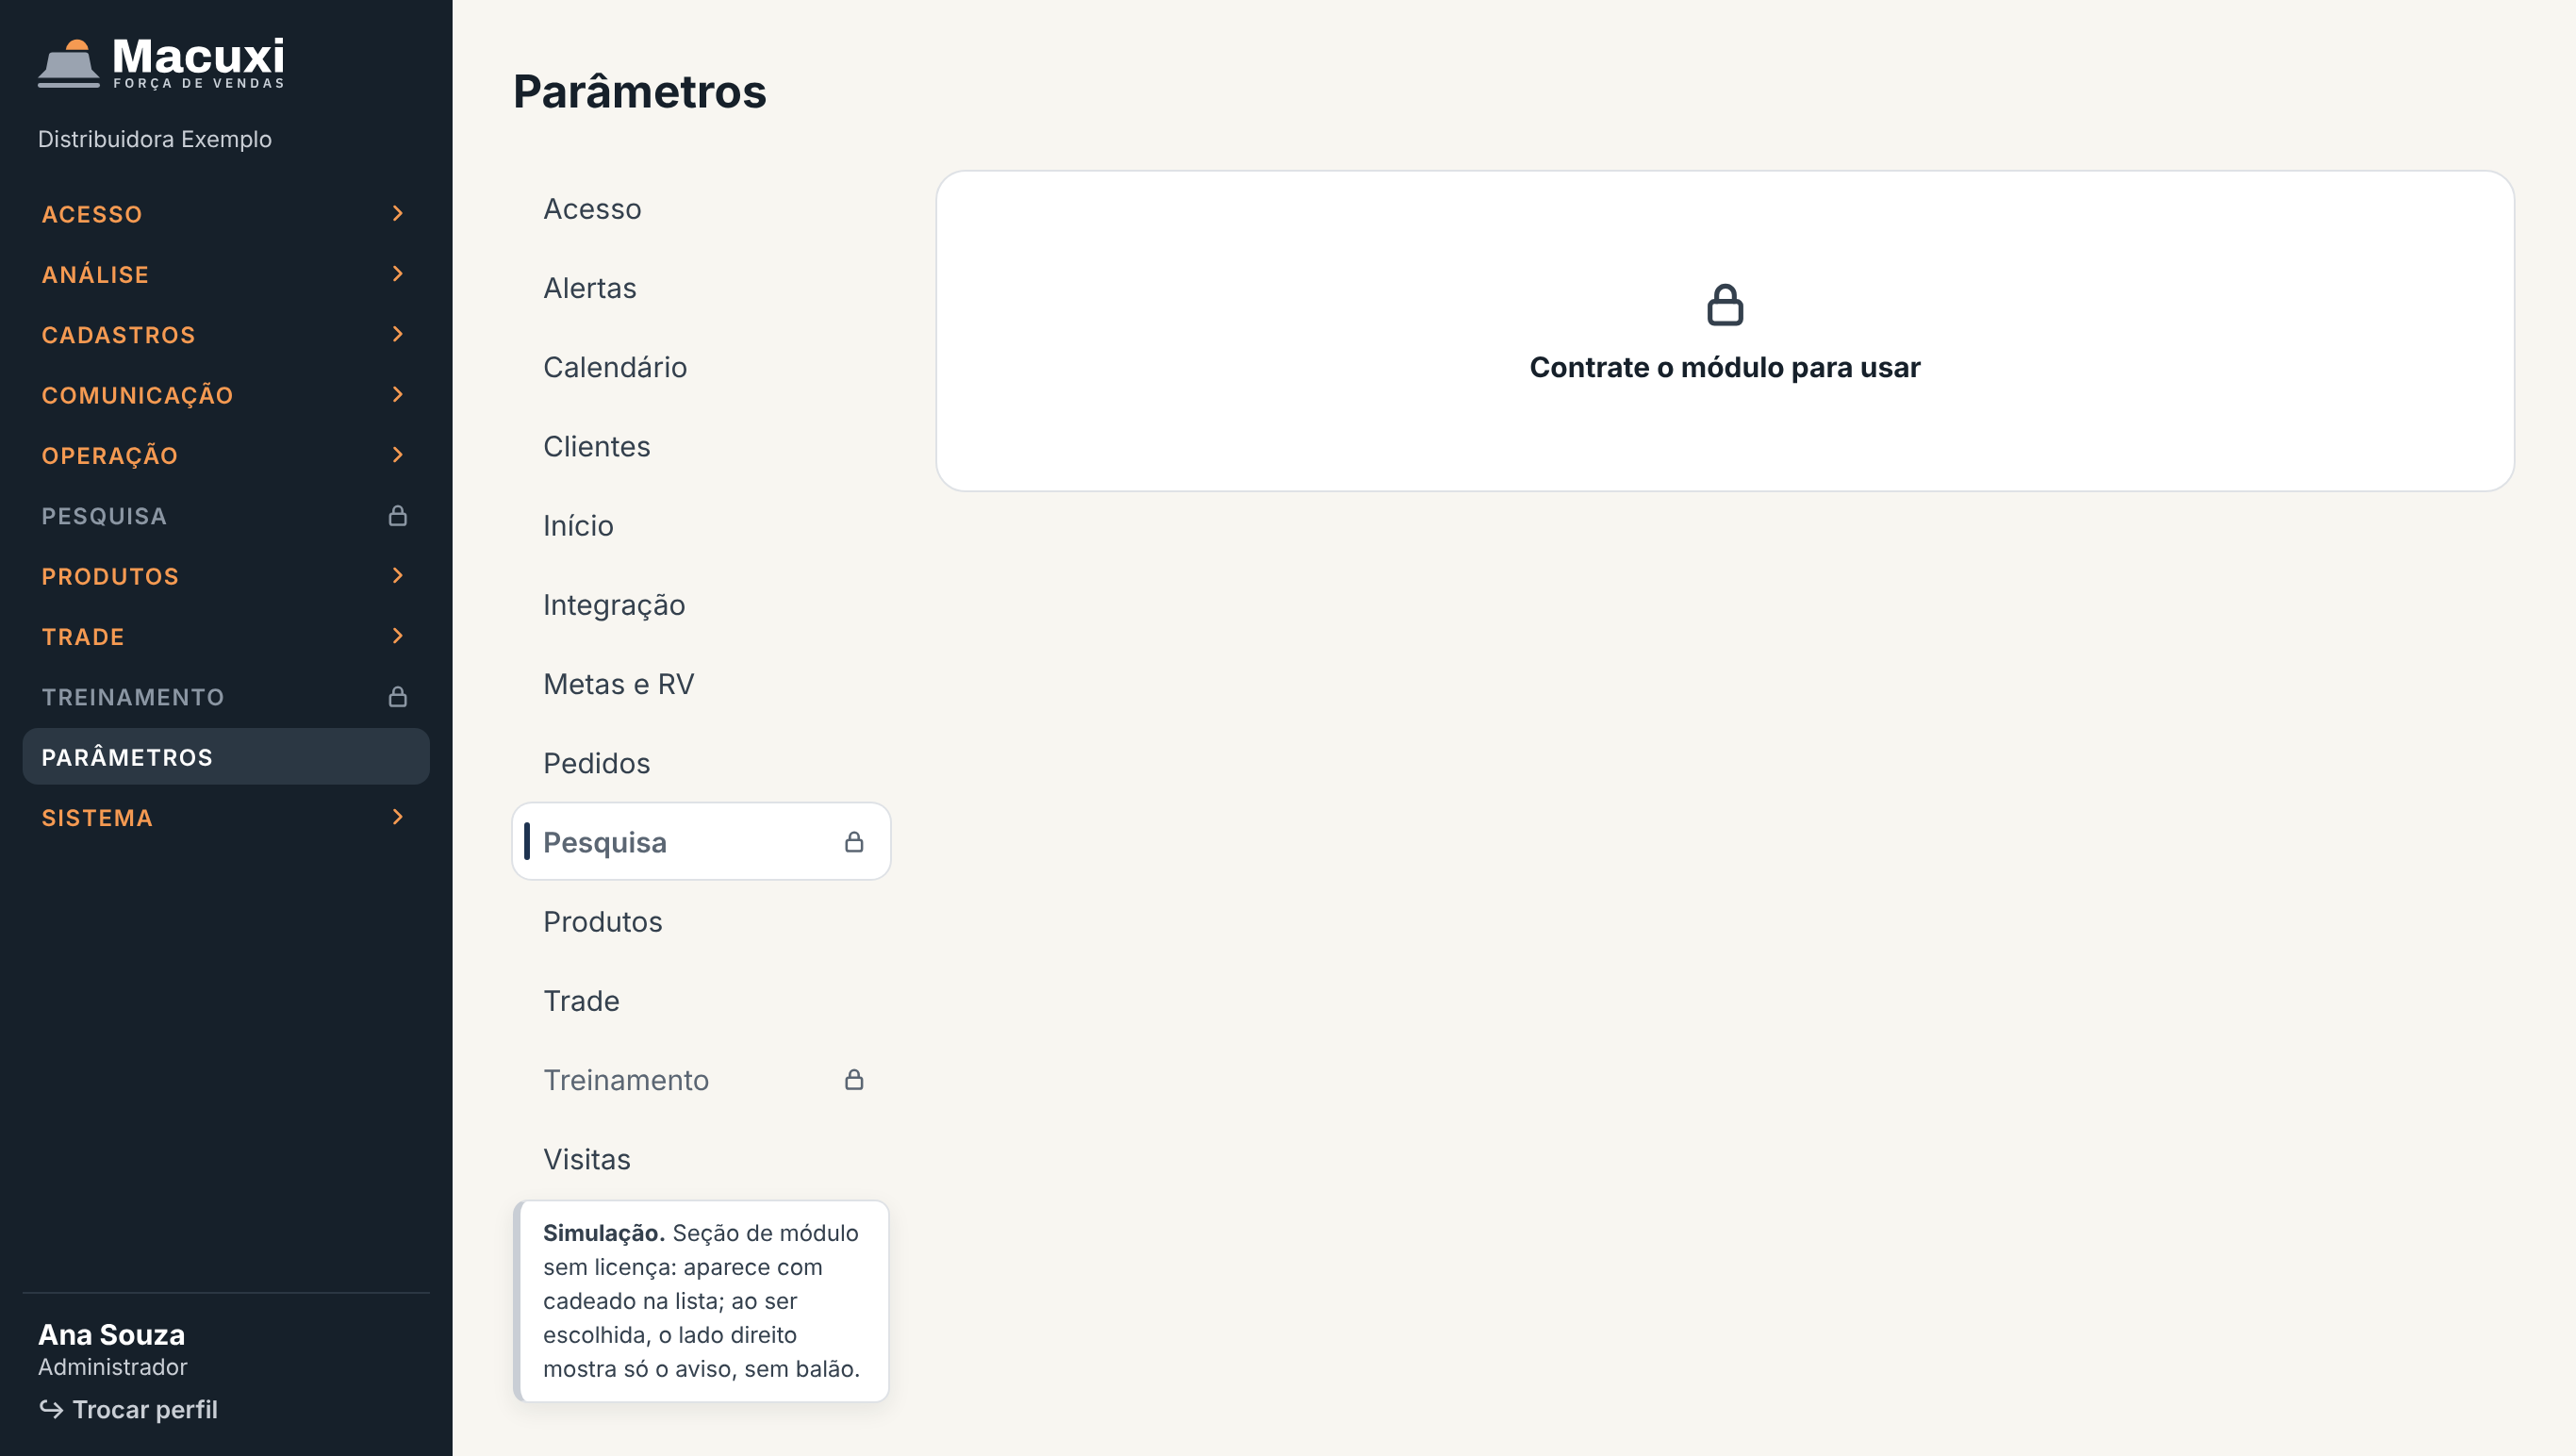 Macuxi
FORÇA DE VENDAS
Distribuidora Exemplo
ACESSO
ANÁLISE
CADASTROS
COMUNICAÇÃO
OPERAÇÃO
PESQUISA
PRODUTOS
TRADE
TREINAMENTO
PARÂMETROS
SISTEMA
Ana Souza
Administrador
Trocar perfil
Parâmetros
Acesso
Alertas
Calendário
Clientes
Início
Integração
Metas e RV
Pedidos
Pesquisa
Produtos
Trade
Treinamento
Visitas
Simulação. Seção de módulo
sem licença: aparece com
cadeado na lista; ao ser
escolhida, o lado direito
mostra só o aviso, sem balão.
Contrate o módulo para usar